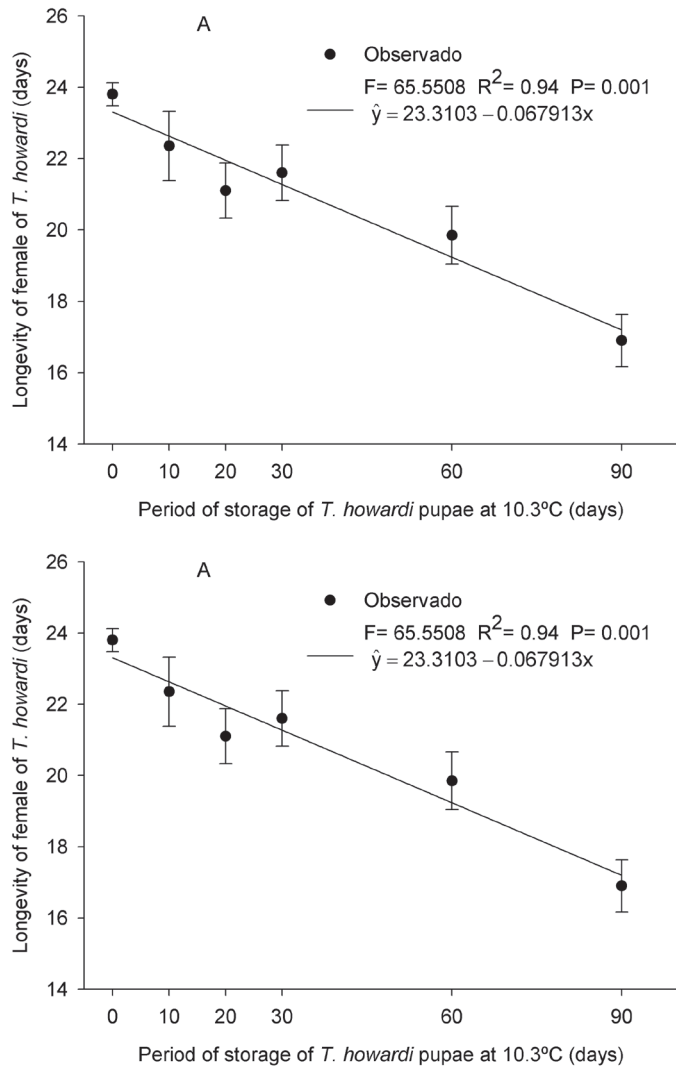 A
26
24
22
20
18
16
14
Longevity of female of T. howardi (days)
Observado
F= 65.5508 R²= 0.94 P= 0.001
ŷ = 23.3103 – 0.067913x
0 10 20 30 60 90
Period of storage of T. howardi pupae at 10.3ºC (days)
A
26
24
22
20
18
16
14
Longevity of female of T. howardi (days)
Observado
F= 65.5508 R²= 0.94 P= 0.001
ŷ = 23.3103 – 0.067913x
0 10 20 30 60 90
Period of storage of T. howardi pupae at 10.3ºC (days)